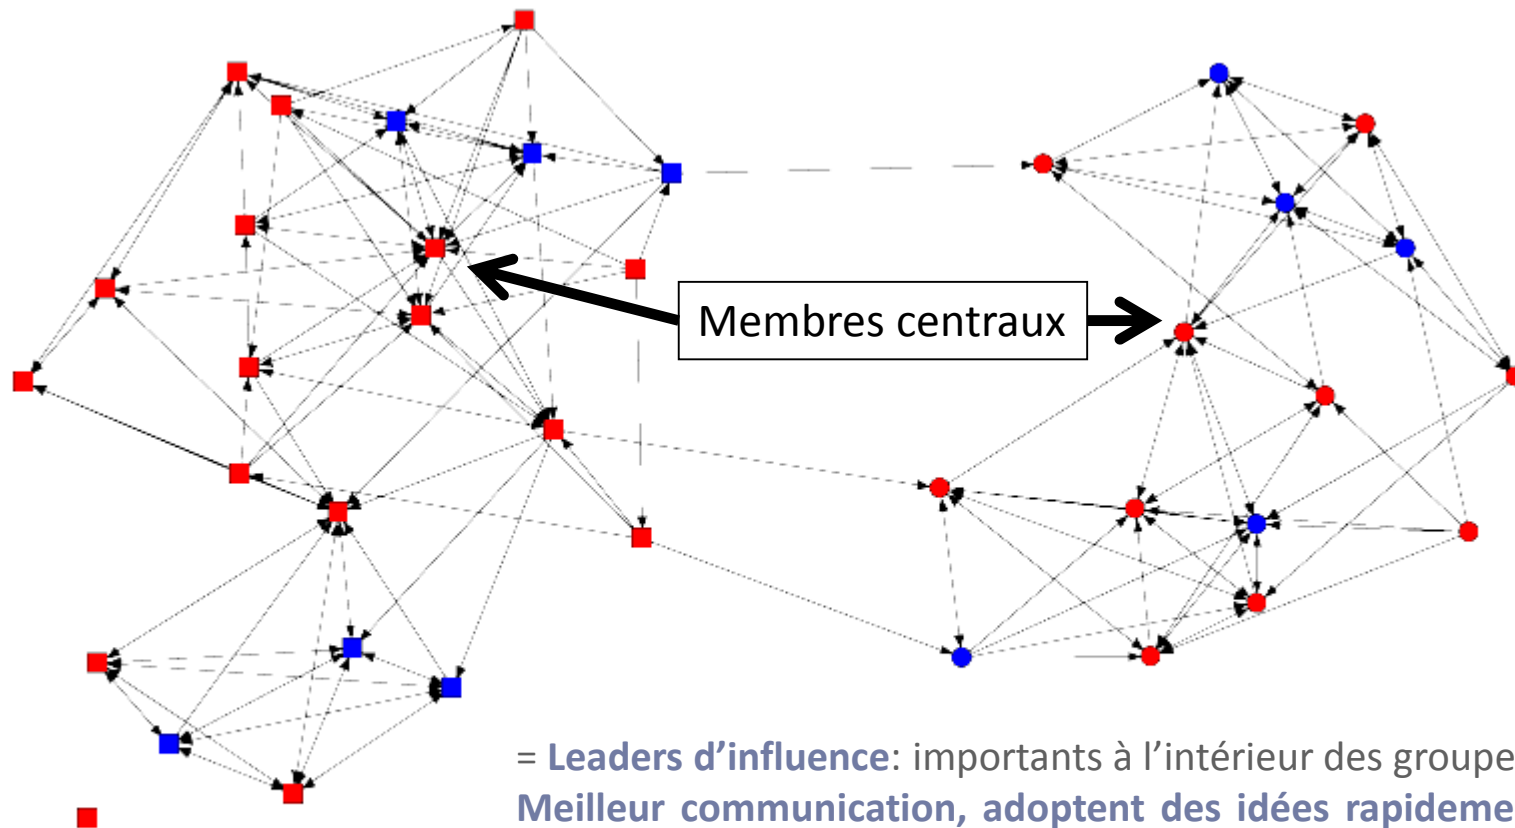 Membres centraux
= Leaders d’influence: importants à l’intérieur des groupe
Meilleur communication, adoptent des idées rapideme